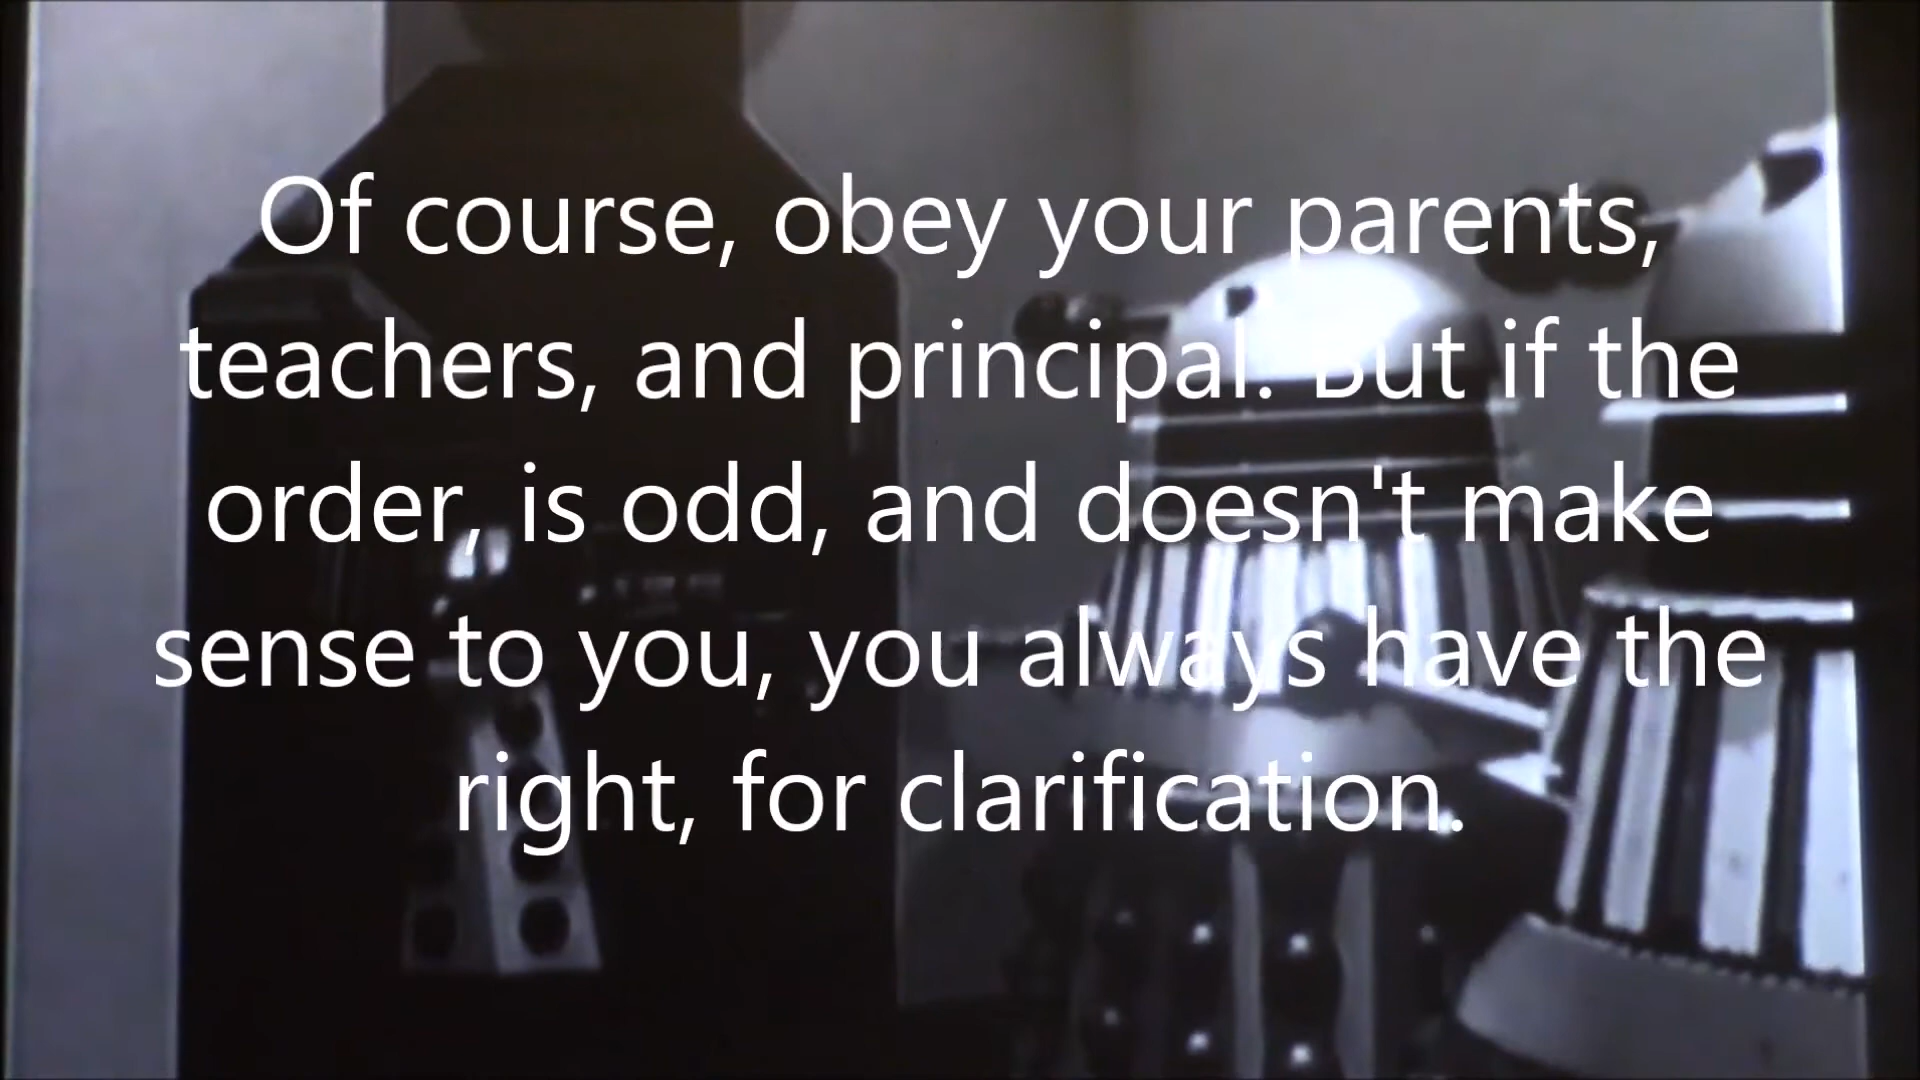 Of course, obey your parents,
teachers, and principal. But if the
order, is odd, and doesn't make
sense to you, you always have the
right, for clarification.